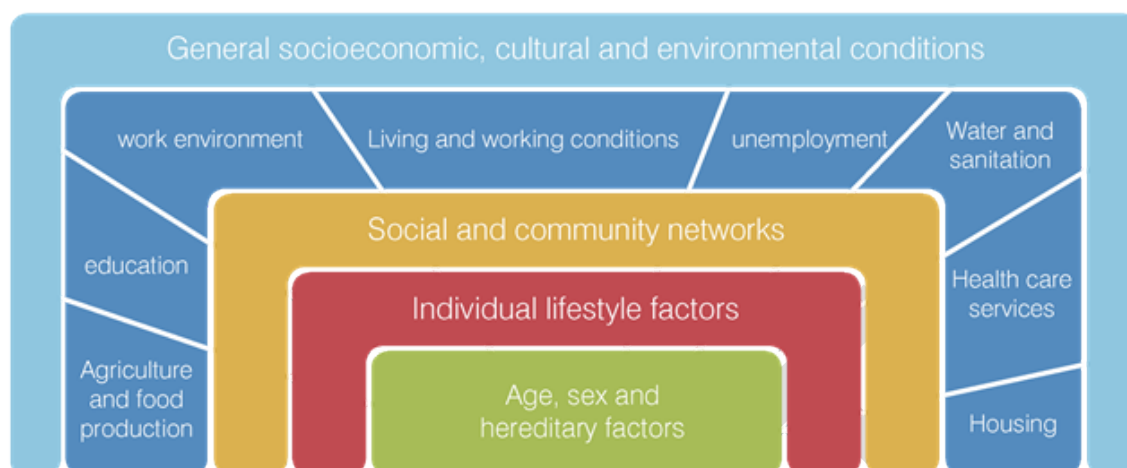 General socioeconomic, cultural and environmental conditions
work environment
Living and working conditions
unemployment
Water and
sanitation
education
Agriculture
and food
production
Social and community networks
Health care
services
Housing
Individual lifestyle factors
Age, sex and
hereditary factors